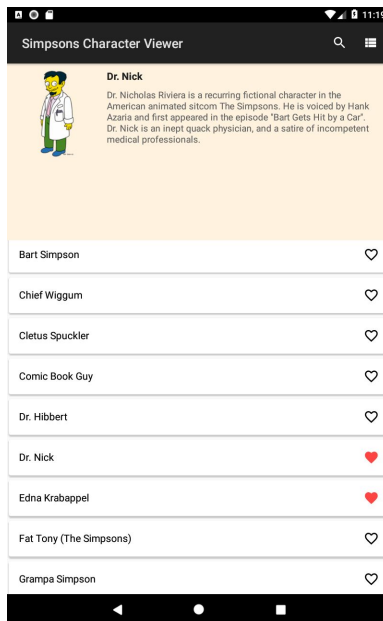 11:19
Simpsons Character Viewer
Dr. Nick
Dr. Nicholas Riviera is a recurring fictional character in the
American animated sitcom The Simpsons. He is voiced by Hank
Azaria and first appeared in the episode "Bart Gets Hit by a Car".
Dr. Nick is an inept quack physician, and a satire of incompetent
medical professionals.
Bart Simpson
Chief Wiggum
Cletus Spuckler
Comic Book Guy
Dr. Hibbert
Dr. Nick
Edna Krabappel
Fat Tony (The Simpsons)
Grampa Simpson